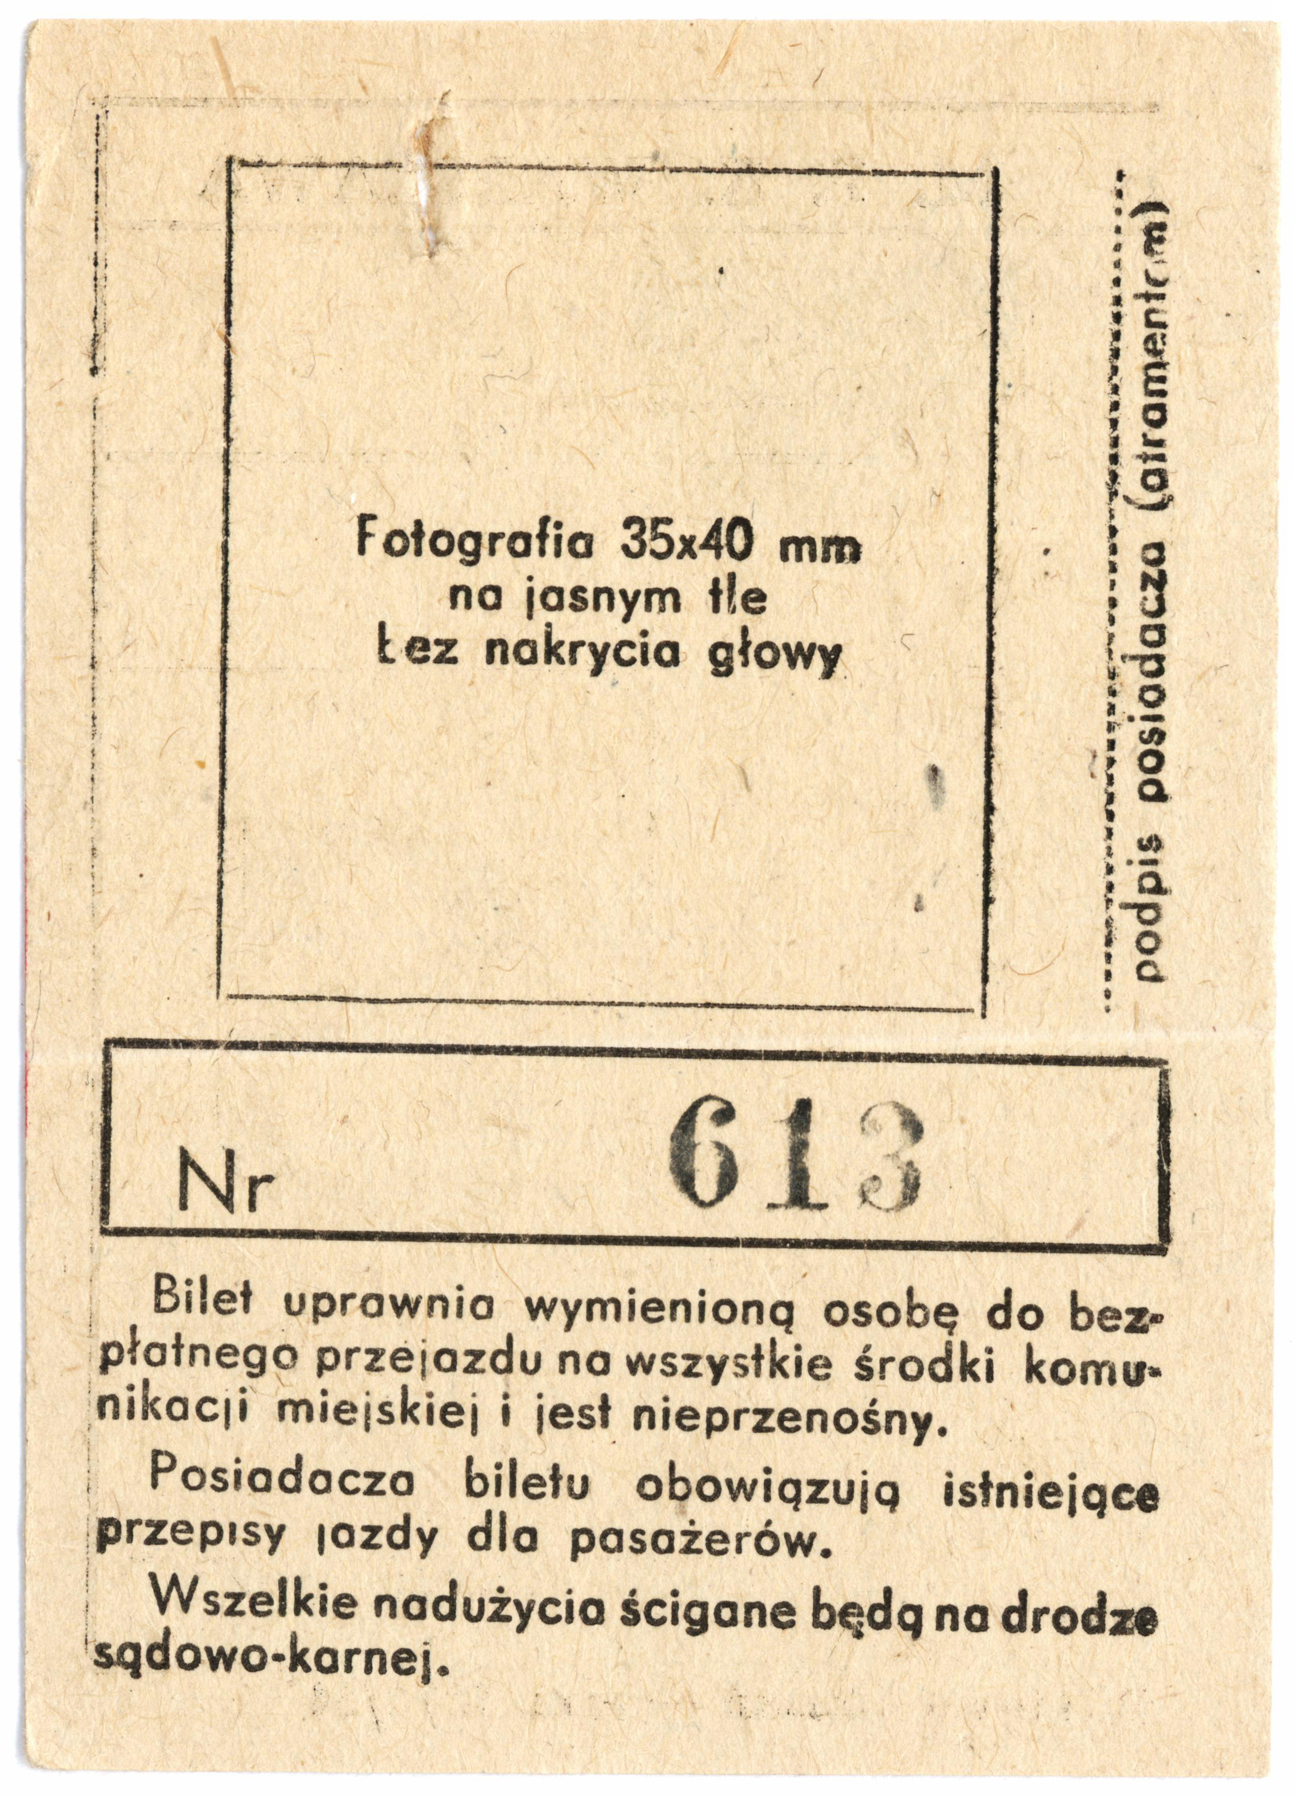 Fotografia 35x40 mm
na jasnym tle
bez nakrycia głowy
podpis posiadacza (atramentem)
Nr 613
Bilet uprawnia wymienioną osobę do bez-
płatnego przejazdu na wszystkie środki komu-
nikacji miejskiej i jest nieprzenośny.
Posiadacza biletu obowiązują istniejące
przepisy jazdy dla pasażerów.
Wszelkie nadużycia ścigane będą na drodze
sądowo-karnej.